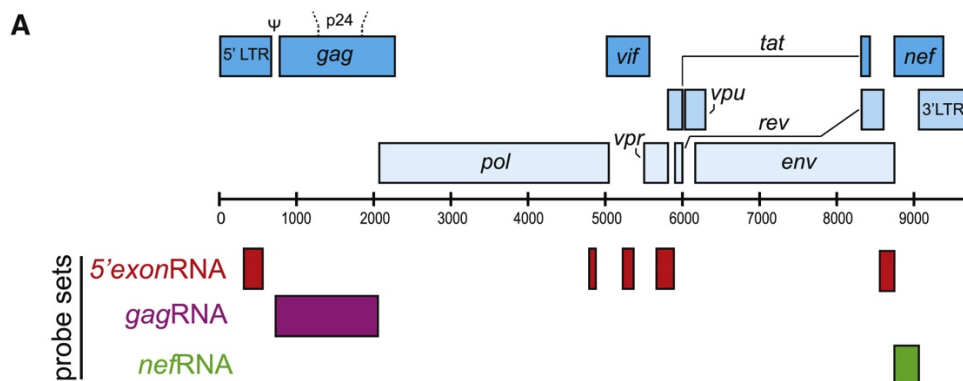 A
Ψ
p24
5' LTR
gag
vif
tat
nef
vpu
rev
3'LTR
vpr
pol
env
0 1000 2000 3000 4000 5000 6000 7000 8000 9000
probe sets
5'exonRNA
gagRNA
nefRNA